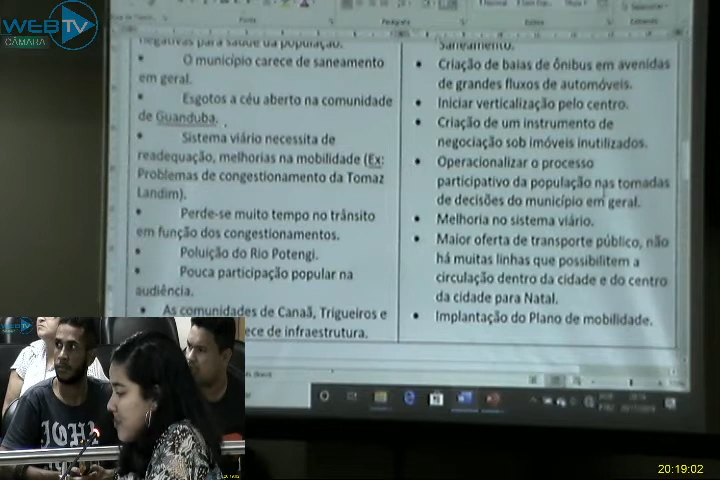 WEBTV
CÂMARA
negativas para saúde da população.
• O município carece de saneamento
em geral.
• Esgotos a céu aberto na comunidade
de Guanduba.
• Sistema viário necessita de
readequação, melhorias na mobilidade (Ex:
Problemas de congestionamento da Tomaz
Landim).
• Perde-se muito tempo no trânsito
em função dos congestionamentos.
• Poluição do Rio Potengi.
• Pouca participação popular na
audiência.
• As comunidades de Canaã, Trigueiros e
ece de infraestrutura.
Saneamento.
• Criação de baias de ônibus em avenidas
de grandes fluxos de automóveis.
• Iniciar verticalização pelo centro.
• Criação de um instrumento de
negociação sob imóveis inutilizados.
• Operacionalizar o processo
participativo da população nas tomadas
de decisões do município em geral.
• Melhoria no sistema viário.
• Maior oferta de transporte público, não
há muitas linhas que possibilitem a
circulação dentro da cidade e do centro
da cidade para Natal.
• Implantação do Plano de mobilidade.
WEBTV
JOHN
20:19:02